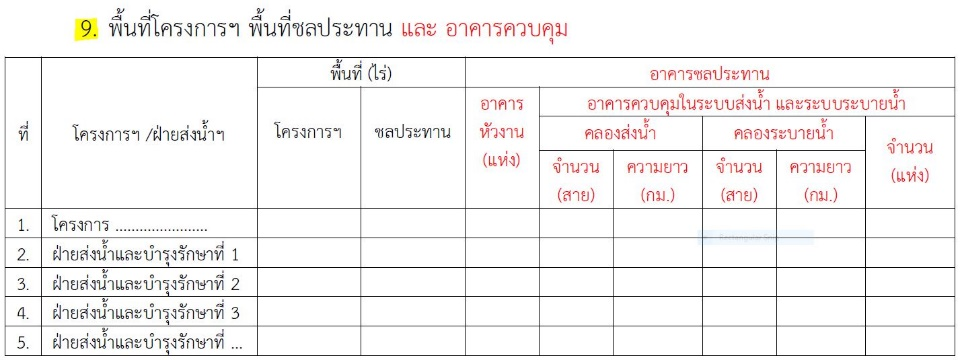 9. พื้นที่โครงการฯ พื้นที่ชลประทาน และ อาคารควบคุม
ที่
โครงการฯ /ฝ่ายส่งน้ำฯ
พื้นที่ (ไร่)
อาคารชลประทาน
โครงการฯ
ชลประทาน
อาคาร
หัวงาน
(แห่ง)
อาคารควบคุมในระบบส่งน้ำ และระบบระบายน้ำ
คลองส่งน้ำ
คลองระบายน้ำ
จำนวน
(แห่ง)
จำนวน
(สาย)
ความยาว
(กม.)
จำนวน
(สาย)
ความยาว
(กม.)
1. โครงการ .......................
2. ฝ่ายส่งน้ำและบำรุงรักษาที่ 1
3. ฝ่ายส่งน้ำและบำรุงรักษาที่ 2
4. ฝ่ายส่งน้ำและบำรุงรักษาที่ 3
5. ฝ่ายส่งน้ำและบำรุงรักษาที่ ...